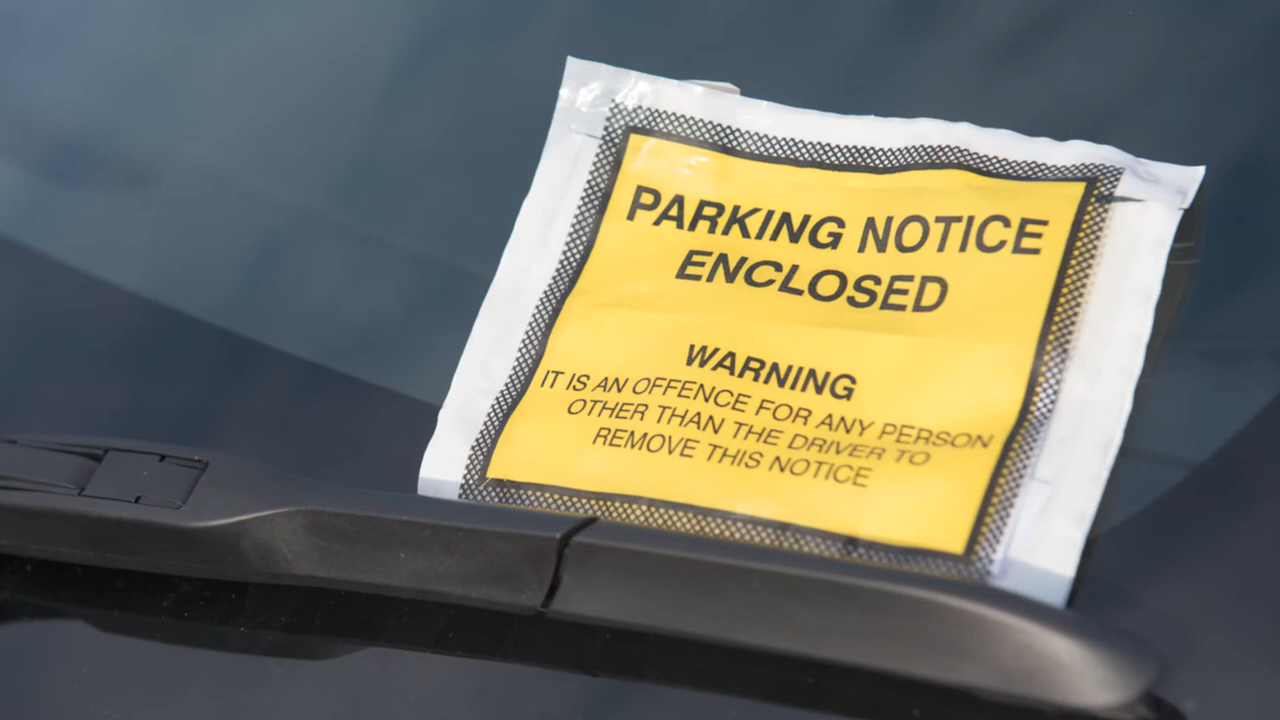 PARKING NOTICE
ENCLOSED
WARNING
IT IS AN OFFENCE FOR ANY PERSON
OTHER THAN THE DRIVER TO
REMOVE THIS NOTICE